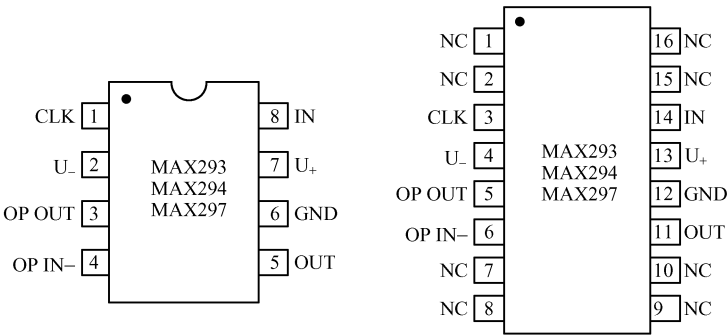 CLK 1
8 IN
U₋ 2
7 U₊
OP OUT 3
6 GND
OP IN− 4
5 OUT
MAX293
MAX294
MAX297
NC 1
16 NC
NC 2
15 NC
CLK 3
14 IN
U₋ 4
13 U₊
OP OUT 5
12 GND
OP IN− 6
11 OUT
NC 7
10 NC
NC 8
9 NC
MAX293
MAX294
MAX297